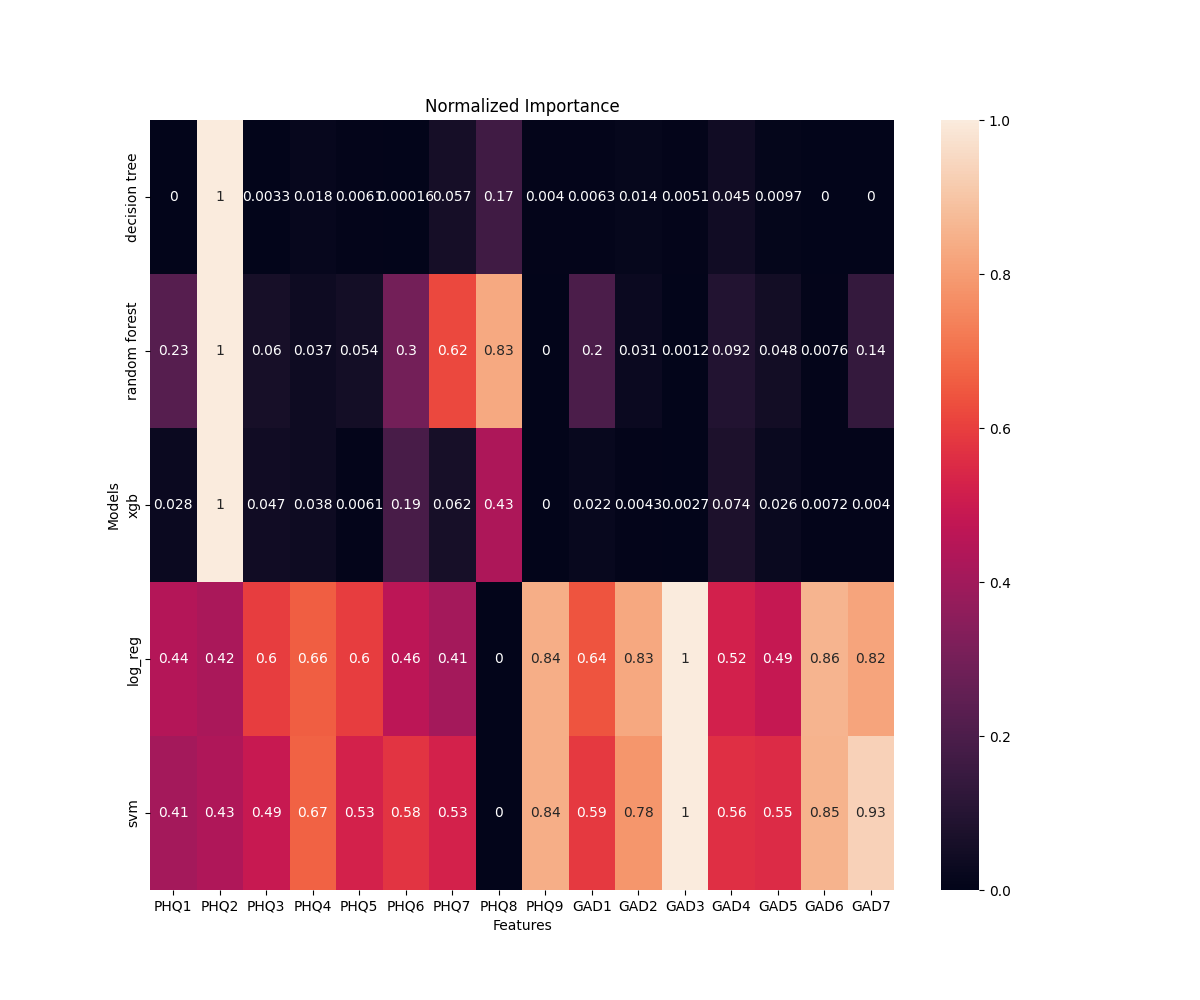 Normalized Importance
decision tree 0 1 0.0033 0.018 0.0061 0.00016 0.057 0.17 0.004 0.0063 0.014 0.0051 0.045 0.0097 0 0
random forest 0.23 1 0.06 0.037 0.054 0.3 0.62 0.83 0 0.2 0.031 0.0012 0.092 0.048 0.0076 0.14
xgb 0.028 1 0.047 0.038 0.0061 0.19 0.062 0.43 0 0.022 0.0043 0.0027 0.074 0.026 0.0072 0.004
log_reg 0.44 0.42 0.6 0.66 0.6 0.46 0.41 0 0.84 0.64 0.83 1 0.52 0.49 0.86 0.82
svm 0.41 0.43 0.49 0.67 0.53 0.58 0.53 0 0.84 0.59 0.78 1 0.56 0.55 0.85 0.93
PHQ1 PHQ2 PHQ3 PHQ4 PHQ5 PHQ6 PHQ7 PHQ8 PHQ9 GAD1 GAD2 GAD3 GAD4 GAD5 GAD6 GAD7
Features
Models
1.0
0.8
0.6
0.4
0.2
0.0